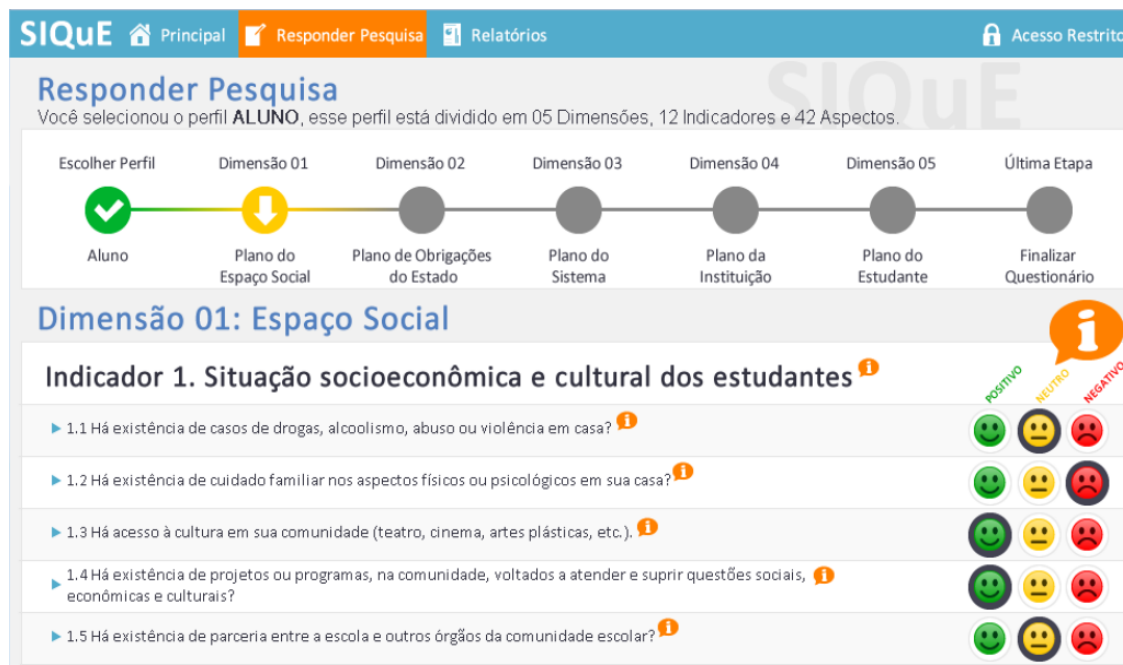 SIQuE Principal Responder Pesquisa Relatórios Acesso Restrito
SIQuE
Responder Pesquisa
Você selecionou o perfil ALUNO, esse perfil está dividido em 05 Dimensões, 12 Indicadores e 42 Aspectos.
Escolher Perfil Dimensão 01 Dimensão 02 Dimensão 03 Dimensão 04 Dimensão 05 Última Etapa
Aluno Plano do Plano de Obrigações Plano do Plano da Plano do Finalizar
Espaço Social do Estado Sistema Instituição Estudante Questionário
Dimensão 01: Espaço Social
Indicador 1. Situação socioeconômica e cultural dos estudantes
POSITIVO NEUTRO NEGATIVO
1.1 Há existência de casos de drogas, alcoolismo, abuso ou violência em casa?
1.2 Há existência de cuidado familiar nos aspectos físicos ou psicológicos em sua casa?
1.3 Há acesso à cultura em sua comunidade (teatro, cinema, artes plásticas, etc.).
1.4 Há existência de projetos ou programas, na comunidade, voltados a atender e suprir questões sociais,
econômicas e culturais?
1.5 Há existência de parceria entre a escola e outros órgãos da comunidade escolar?